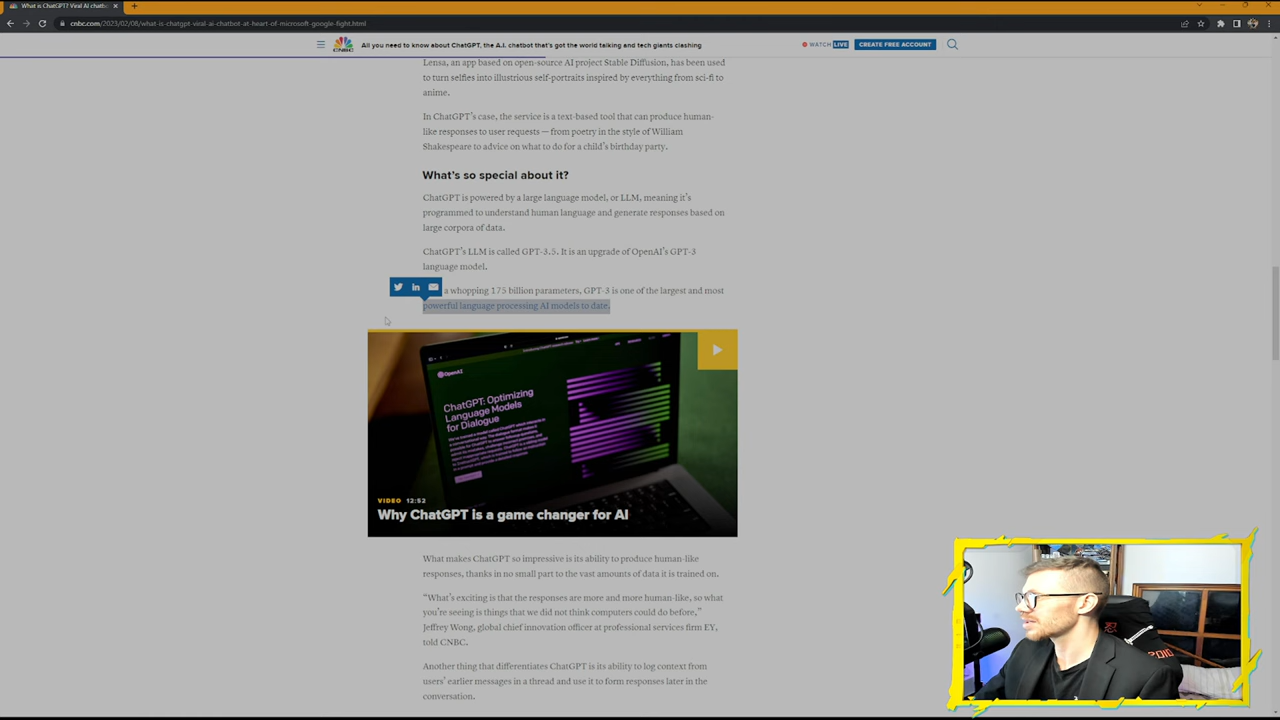 What is ChatGPT? Viral AI chatb
cnbc.com/2023/02/08/what-is-chatgpt-viral-ai-chatbot-at-heart-of-microsoft-google-fight.html
CNBC
All you need to know about ChatGPT, the A.I. chatbot that's got the world talking and tech giants clashing
WATCH LIVE
CREATE FREE ACCOUNT
Lensa, an app based on open-source AI project Stable Diffusion, has been used
to turn selfies into illustrious self-portraits inspired by everything from sci-fi to
anime.
In ChatGPT's case, the service is a text-based tool that can produce human-
like responses to user requests — from poetry in the style of William
Shakespeare to advice on what to do for a child's birthday party.
What's so special about it?
ChatGPT is powered by a large language model, or LLM, meaning it's
programmed to understand human language and generate responses based on
large corpora of data.
ChatGPT's LLM is called GPT-3.5. It is an upgrade of OpenAI's GPT-3
language model.
a whopping 175 billion parameters, GPT-3 is one of the largest and most
powerful language processing AI models to date.
OpenAI
ChatGPT: Optimizing
Language Models
for Dialogue
VIDEO 12:52
Why ChatGPT is a game changer for AI
What makes ChatGPT so impressive is its ability to produce human-like
responses, thanks in no small part to the vast amounts of data it is trained on.
“What's exciting is that the responses are more and more human-like, so what
you're seeing is things that we did not think computers could do before,”
Jeffrey Wong, global chief innovation officer at professional services firm EY,
told CNBC.
Another thing that differentiates ChatGPT is its ability to log context from
users' earlier messages in a thread and use it to form responses later in the
conversation.